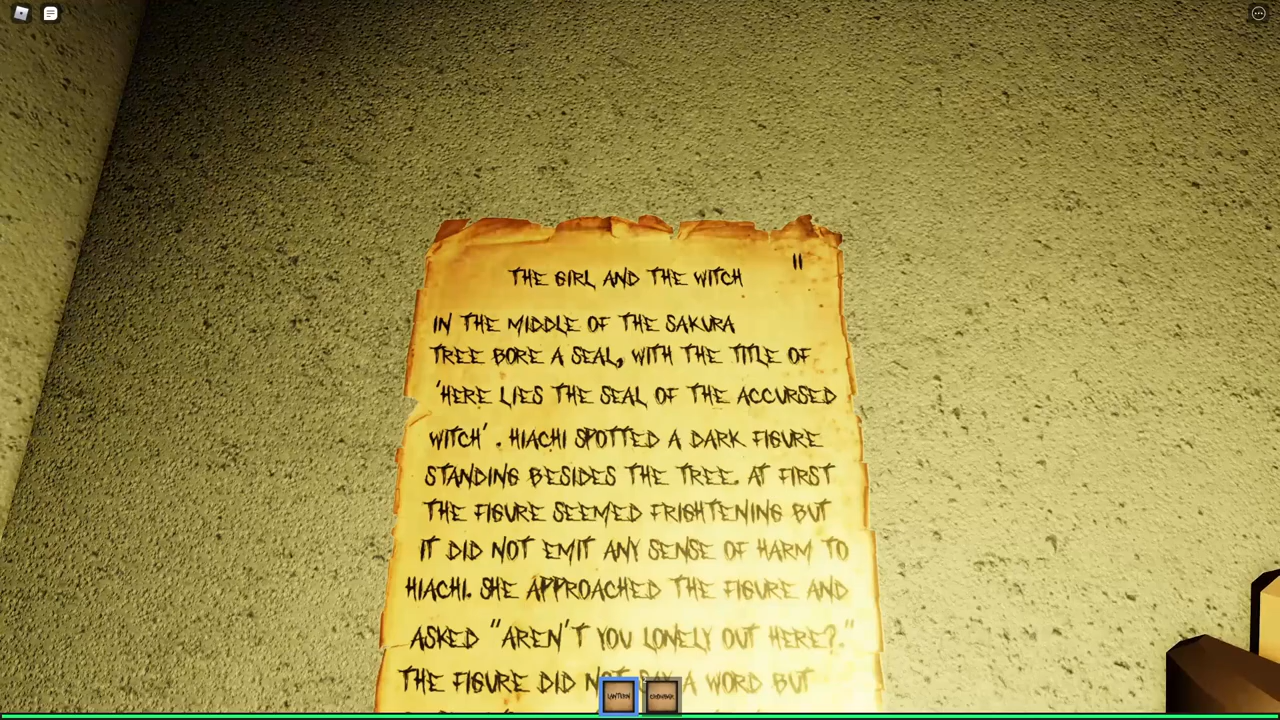 THE GIRL AND THE WITCH
"
IN THE MIDDLE OF THE SAKURA
TREE BORE A SEAL, WITH THE TITLE OF
'HERE LIES THE SEAL OF THE ACCURSED
WITCH'. HIACHI SPOTTED A DARK FIGURE
STANDING BESIDES THE TREE. AT FIRST
THE FIGURE SEEMED FRIGHTENING BUT
IT DID NOT EMIT ANY SENSE OF HARM TO
HIACHI. SHE APPROACHED THE FIGURE AND
ASKED "AREN'T YOU LONELY OUT HERE?."
THE FIGURE DID NOT SAY A WORD BUT
LANTERN